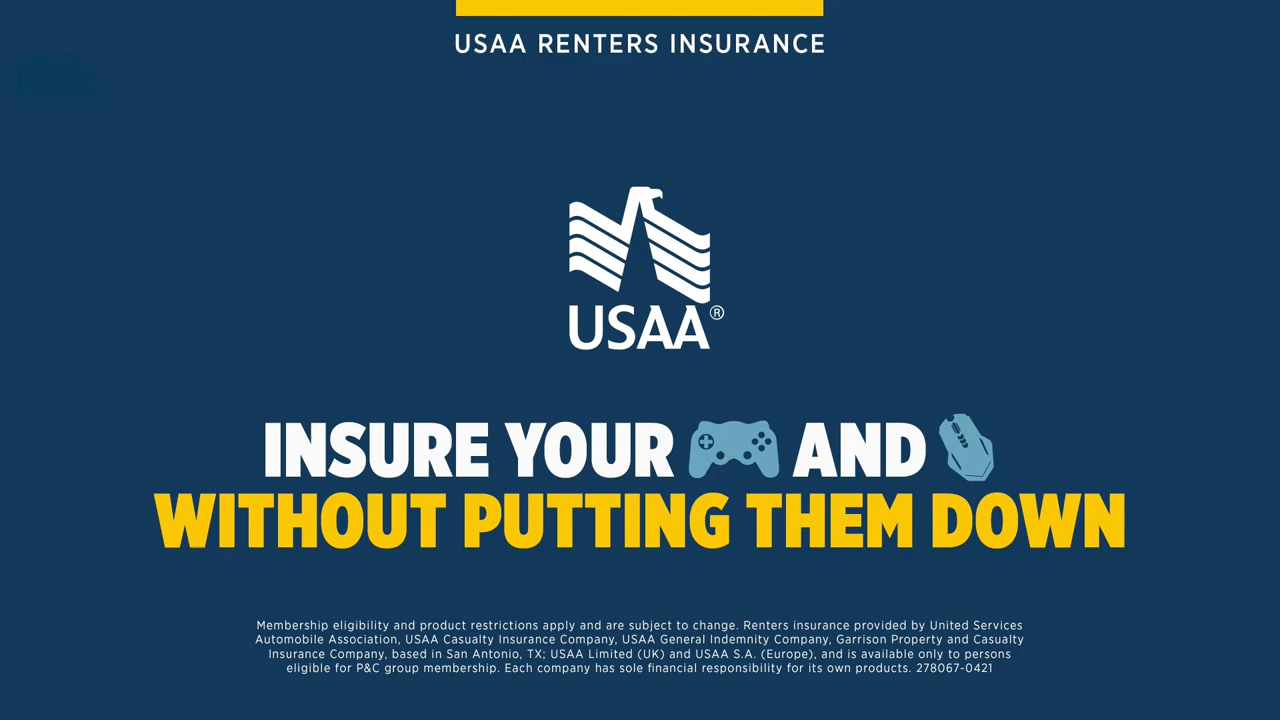 USAA RENTERS INSURANCE
USAA®
INSURE YOUR AND
WITHOUT PUTTING THEM DOWN
Membership eligibility and product restrictions apply and are subject to change. Renters insurance provided by United Services
Automobile Association, USAA Casualty Insurance Company, USAA General Indemnity Company, Garrison Property and Casualty
Insurance Company, based in San Antonio, TX; USAA Limited (UK) and USAA S.A. (Europe), and is available only to persons
eligible for P&C group membership. Each company has sole financial responsibility for its own products. 278067-0421